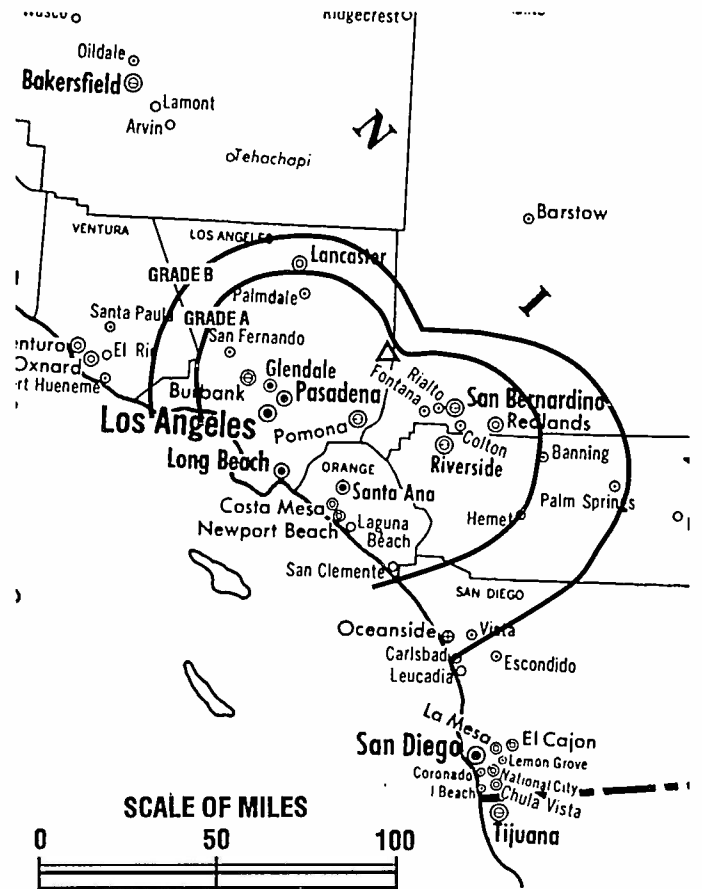 Ridgecrest
Oildale
Bakersfield
Lamont
Arvin
Tehachapi
N
Barstow
VENTURA
LOS ANGELES
Lancaster
GRADE B
I
Palmdale
Santa Paula
GRADE A
San Fernando
El Rio
Oxnard
Glendale
Burbank
Pasadena
Fontana
Rialto
San Bernardino
Redlands
Los Angeles
Pomona
Colton
Riverside
Banning
Long Beach
ORANGE
Santa Ana
Palm Springs
Costa Mesa
Newport Beach
Laguna
Beach
Hemet
San Clemente
SAN DIEGO
Oceanside
Vista
Carlsbad
Escondido
Leucadia
La Mesa
El Cajon
San Diego
Lemon Grove
Coronado
National City
I Beach
Chula Vista
Tijuana
SCALE OF MILES
0 50 100